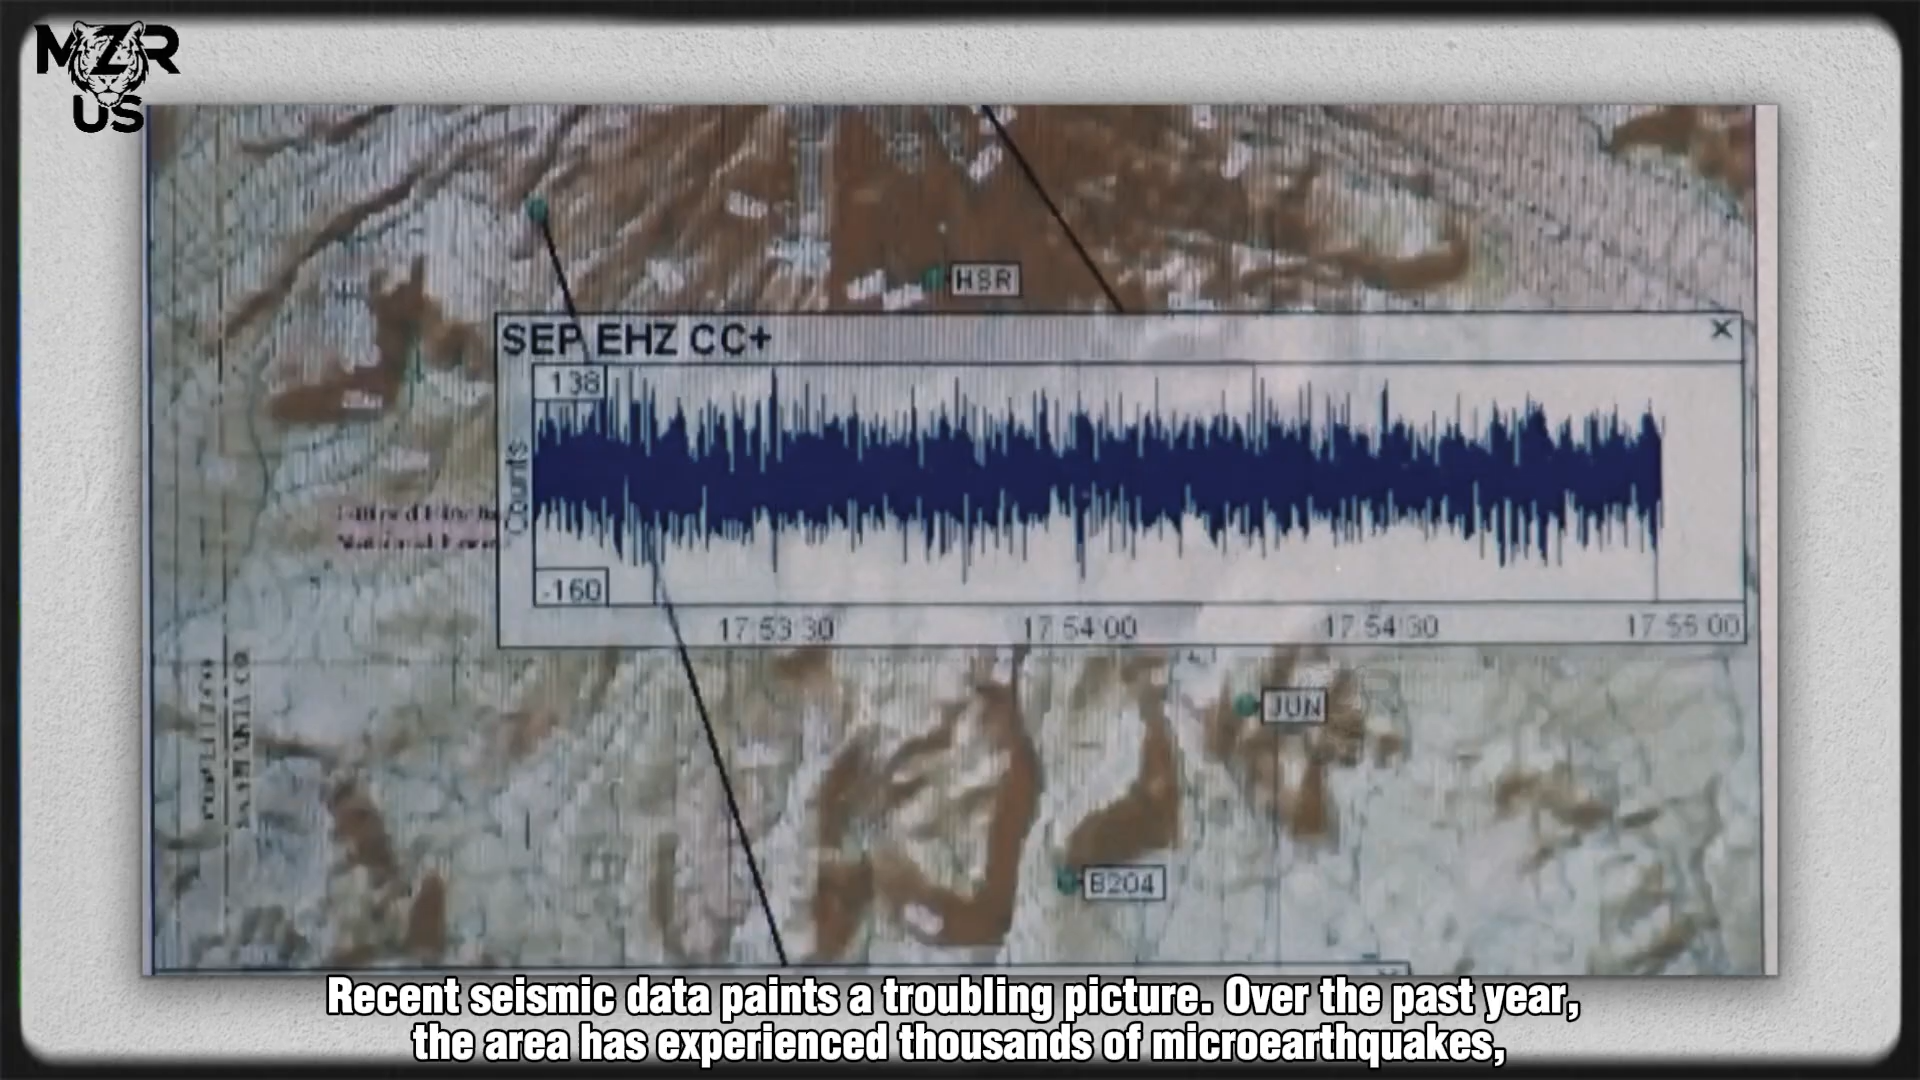 MZR
US
HSR
SEP EHZ CC+
138
Counts
-160
17:53:30
17:54:00
17:54:30
17:55:00
JUN
B204
Recent seismic data paints a troubling picture. Over the past year,
the area has experienced thousands of microearthquakes,